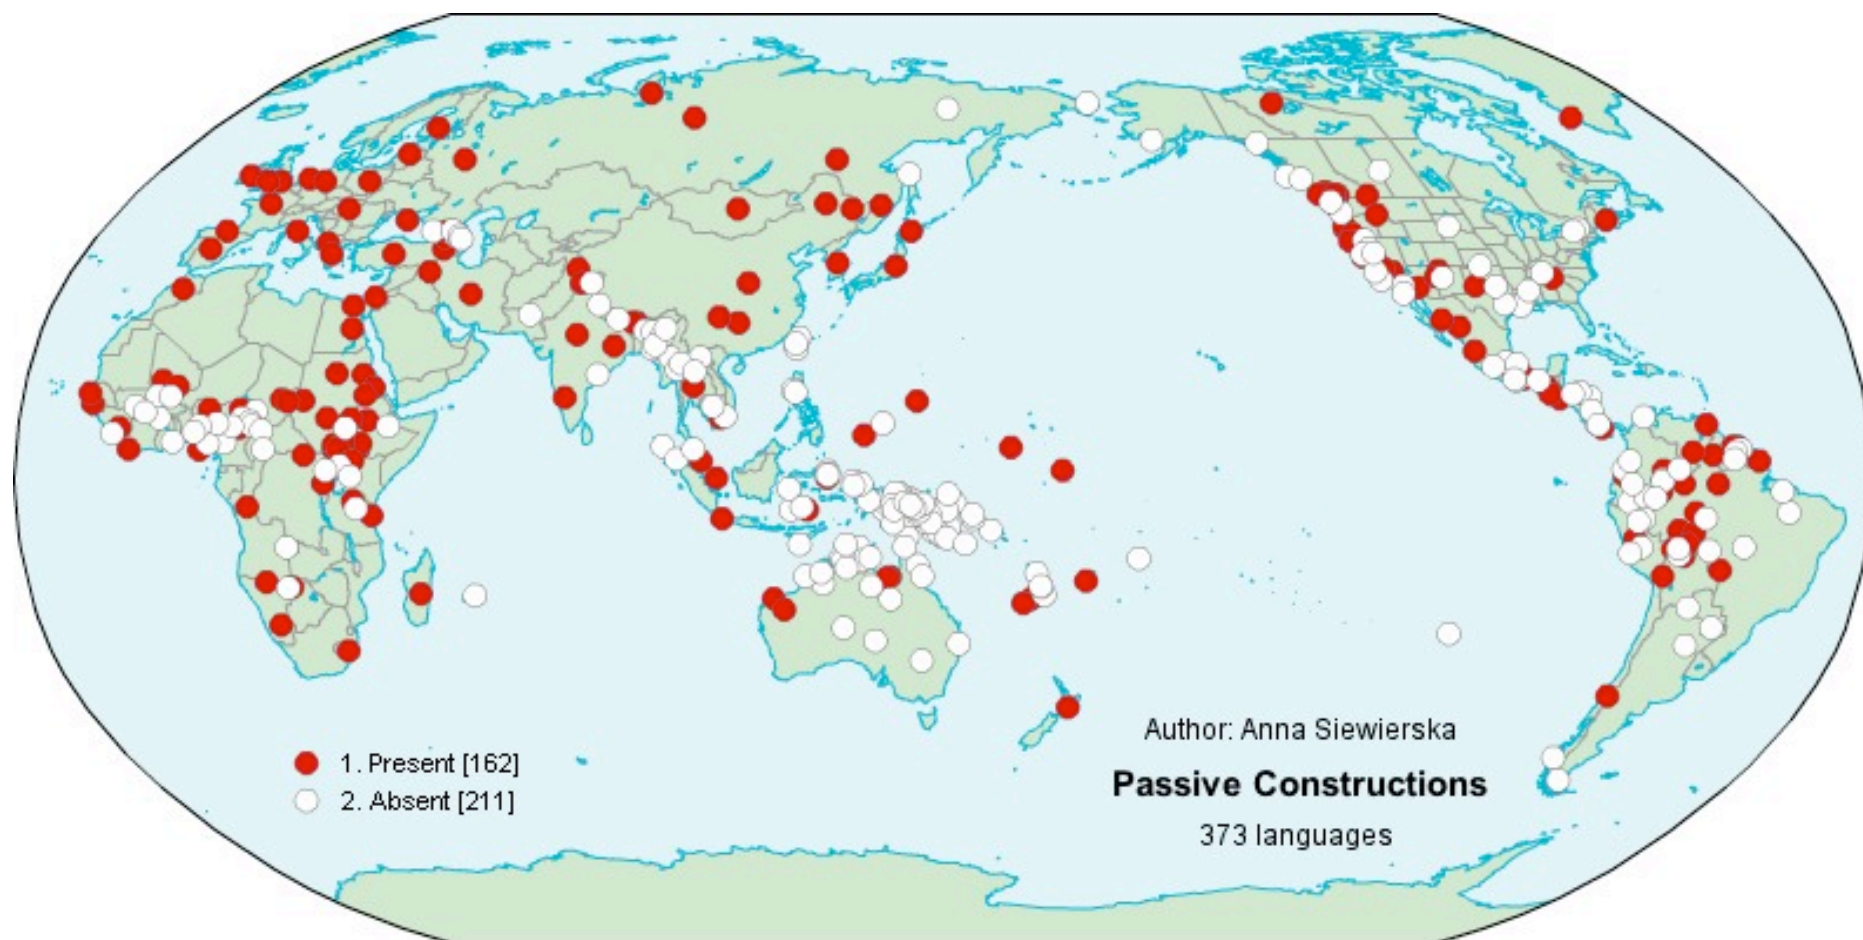 Author: Anna Siewierska
Passive Constructions
373 languages
1. Present [162]
2. Absent [211]